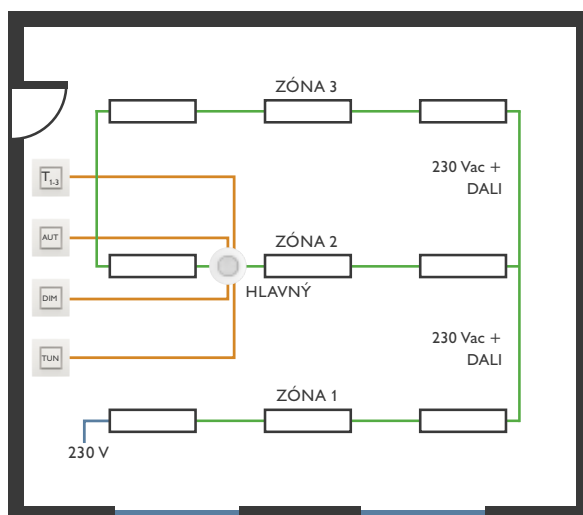 ZÓNA 3
T1-3
230 Vac +
DALI
AUT
ZÓNA 2
HLAVNÝ
DIM
230 Vac +
DALI
TUN
ZÓNA 1
230 V